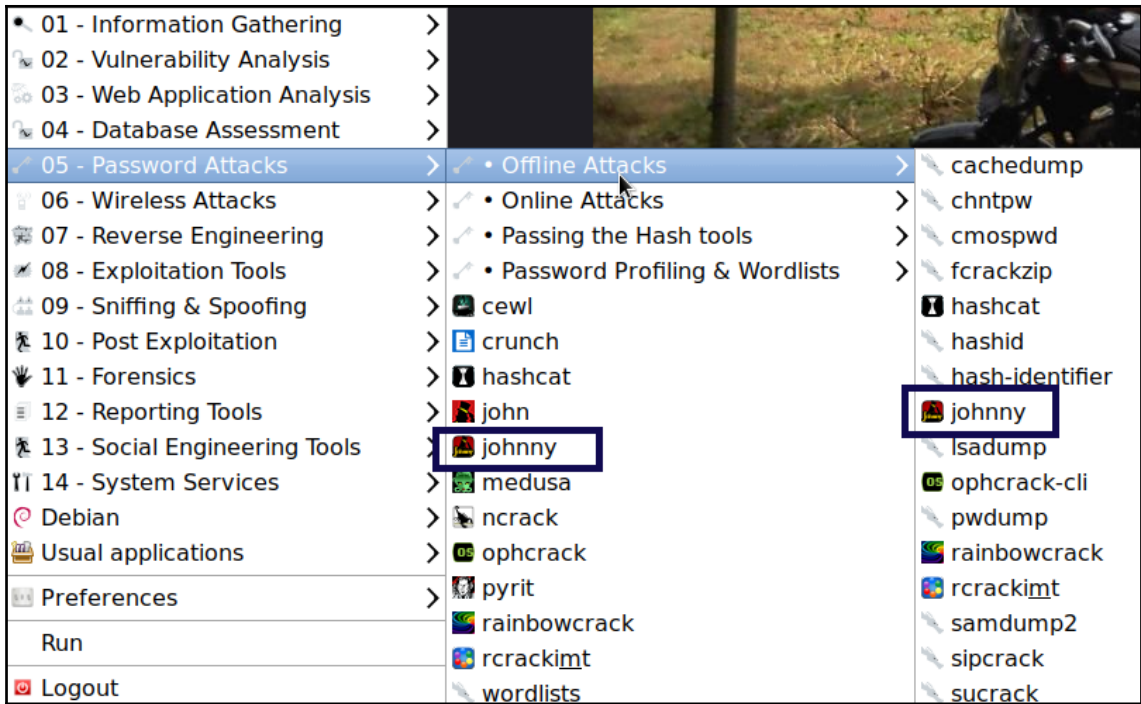 01 - Information Gathering
02 - Vulnerability Analysis
03 - Web Application Analysis
04 - Database Assessment
05 - Password Attacks
06 - Wireless Attacks
07 - Reverse Engineering
08 - Exploitation Tools
09 - Sniffing & Spoofing
10 - Post Exploitation
11 - Forensics
12 - Reporting Tools
13 - Social Engineering Tools
14 - System Services
Debian
Usual applications
Preferences
Run
Logout
• Offline Attacks
• Online Attacks
• Passing the Hash tools
• Password Profiling & Wordlists
cewl
crunch
hashcat
john
johnny
medusa
ncrack
ophcrack
pyrit
rainbowcrack
rcrackimt
wordlists
cachedump
chntpw
cmospwd
fcrackzip
hashcat
hashid
hash-identifier
johnny
lsadump
ophcrack-cli
pwdump
rainbowcrack
rcrackimt
samdump2
sipcrack
sucrack